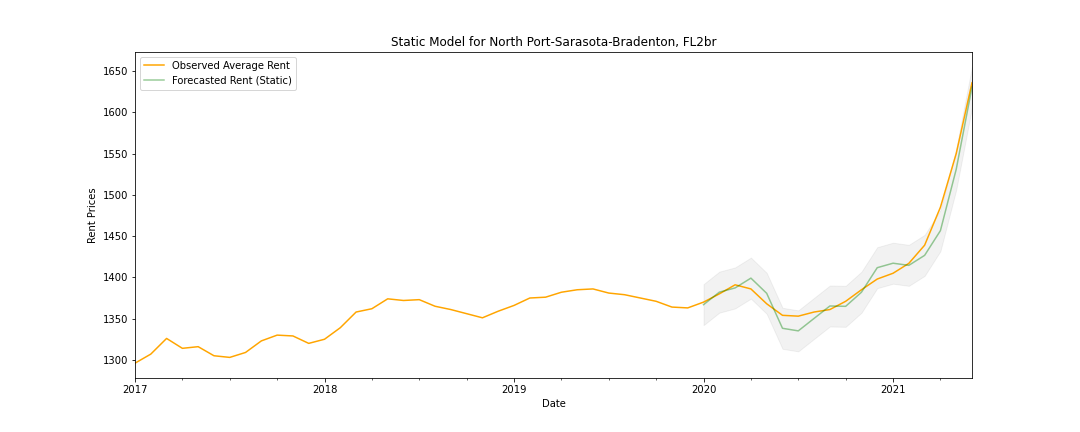 Static Model for North Port-Sarasota-Bradenton, FL2br
Observed Average Rent
Forecasted Rent (Static)
Rent Prices
1650
1600
1550
1500
1450
1400
1350
1300
2017
2018
2019
2020
2021
Date